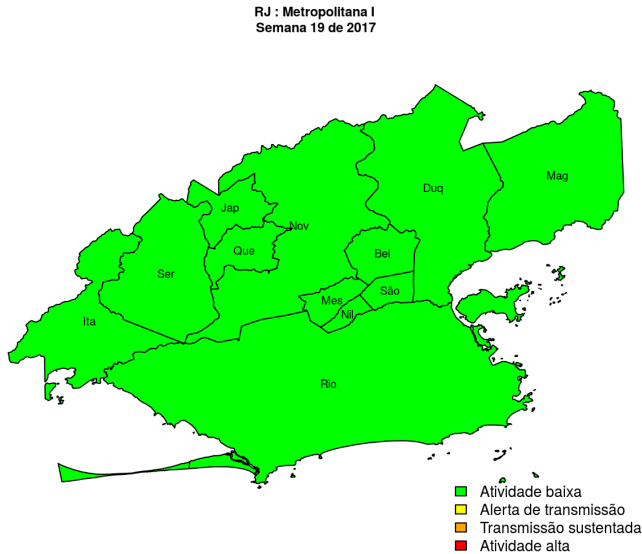 RJ : Metropolitana I
Semana 19 de 2017
Duq
Mag
Jap
Nov
Que
Bel
Ser
São
Mes
Nil
Ita
Rio
Atividade baixa
Alerta de transmissão
Transmissão sustentada
Atividade alta